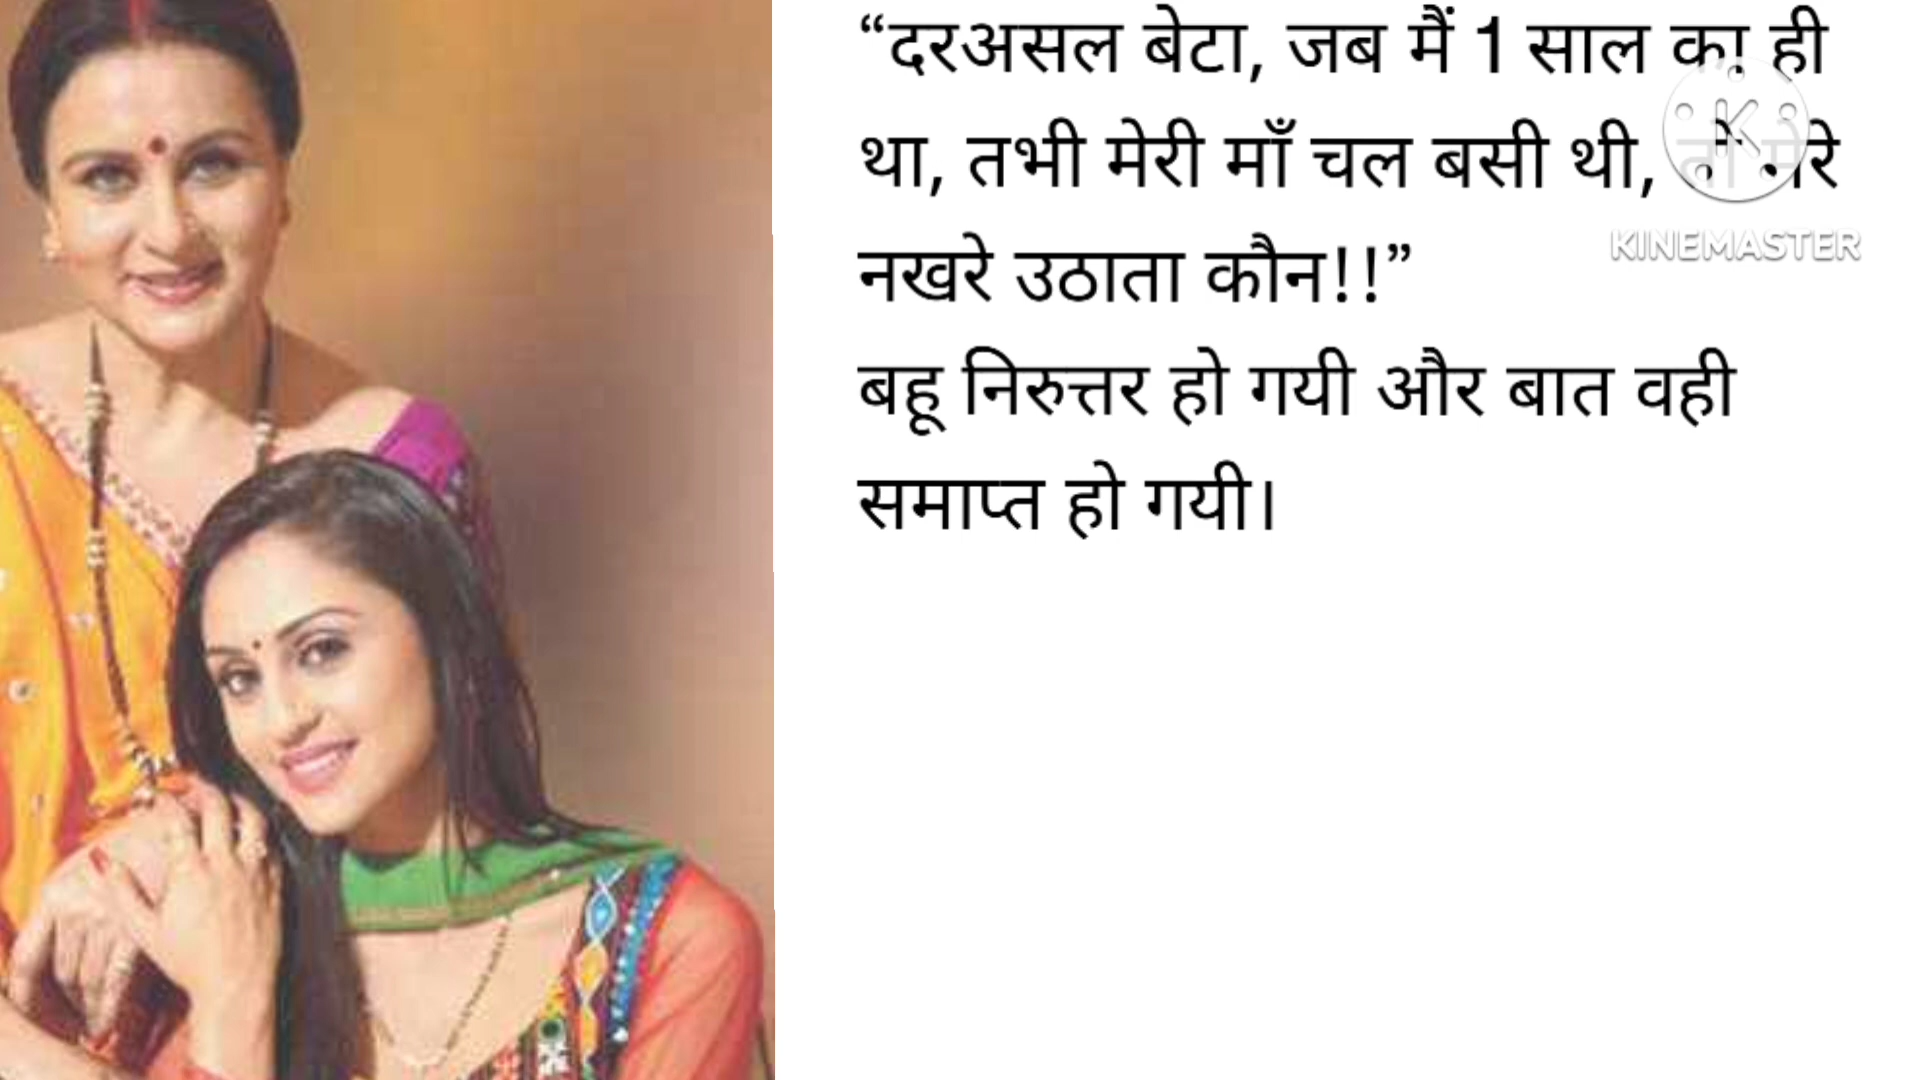 “दरअसल बेटा, जब मैं 1 साल का ही
था, तभी मेरी माँ चल बसी थी, तो मेरे
नखरे उठाता कौन!!”
बहू निरुत्तर हो गयी और बात वही
समाप्त हो गयी।
K
KINEMASTER